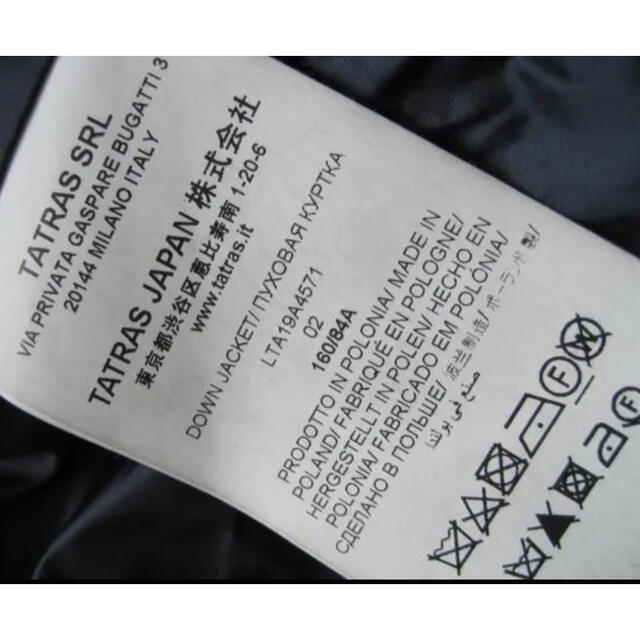 TATRAS SRL
VIA PRIVATA GASPARE BUGATTI 3
20144 MILANO ITALY
TATRAS JAPAN 株式会社
東京都渋谷区恵比寿南 1-20-6
www.tatras.it
DOWN JACKET/ ПУХОВАЯ КУРТКА
LTA19A4571
02
160/84A
PRODOTTO IN POLONIA/ MADE IN
POLAND/ FABRIQUÉ EN POLOGNE/
HERGESTELLT IN POLEN/ HECHO EN
POLONIA/ FABRICADO EM POLÓNIA/
СДЕЛАНО В ПОЛЬШЕ/ 波兰制造/ ポーランド 製/
صنع في بولندا
F
W
A
F